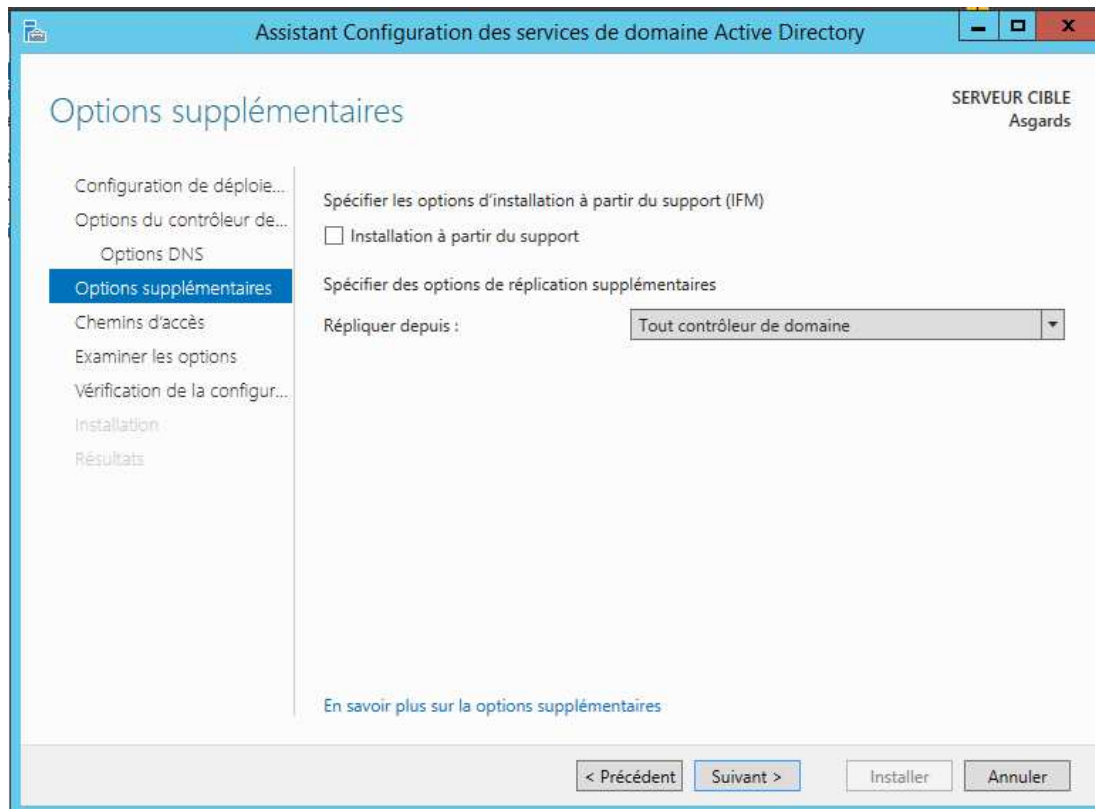 Assistant Configuration des services de domaine Active Directory
Options supplémentaires
SERVEUR CIBLE
Asgards
Configuration de déploie...
Options du contrôleur de...
Options DNS
Options supplémentaires
Chemins d'accès
Examiner les options
Vérification de la configur...
Installation
Résultats
Spécifier les options d'installation à partir du support (IFM)
Installation à partir du support
Spécifier des options de réplication supplémentaires
Répliquer depuis :
Tout contrôleur de domaine
En savoir plus sur la options supplémentaires
< Précédent
Suivant >
Installer
Annuler